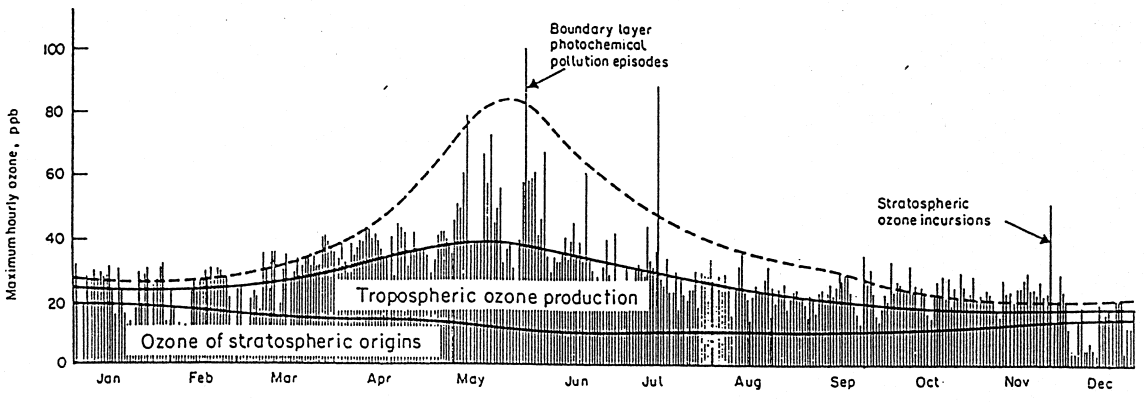 Boundary layer
photochemical
pollution episodes
Maximum hourly ozone, ppb
100
80
60
40
20
0
Stratospheric
ozone incursions
Tropospheric ozone production
Ozone of stratospheric origins
Jan Feb Mar Apr May Jun Jul Aug Sep Oct Nov Dec